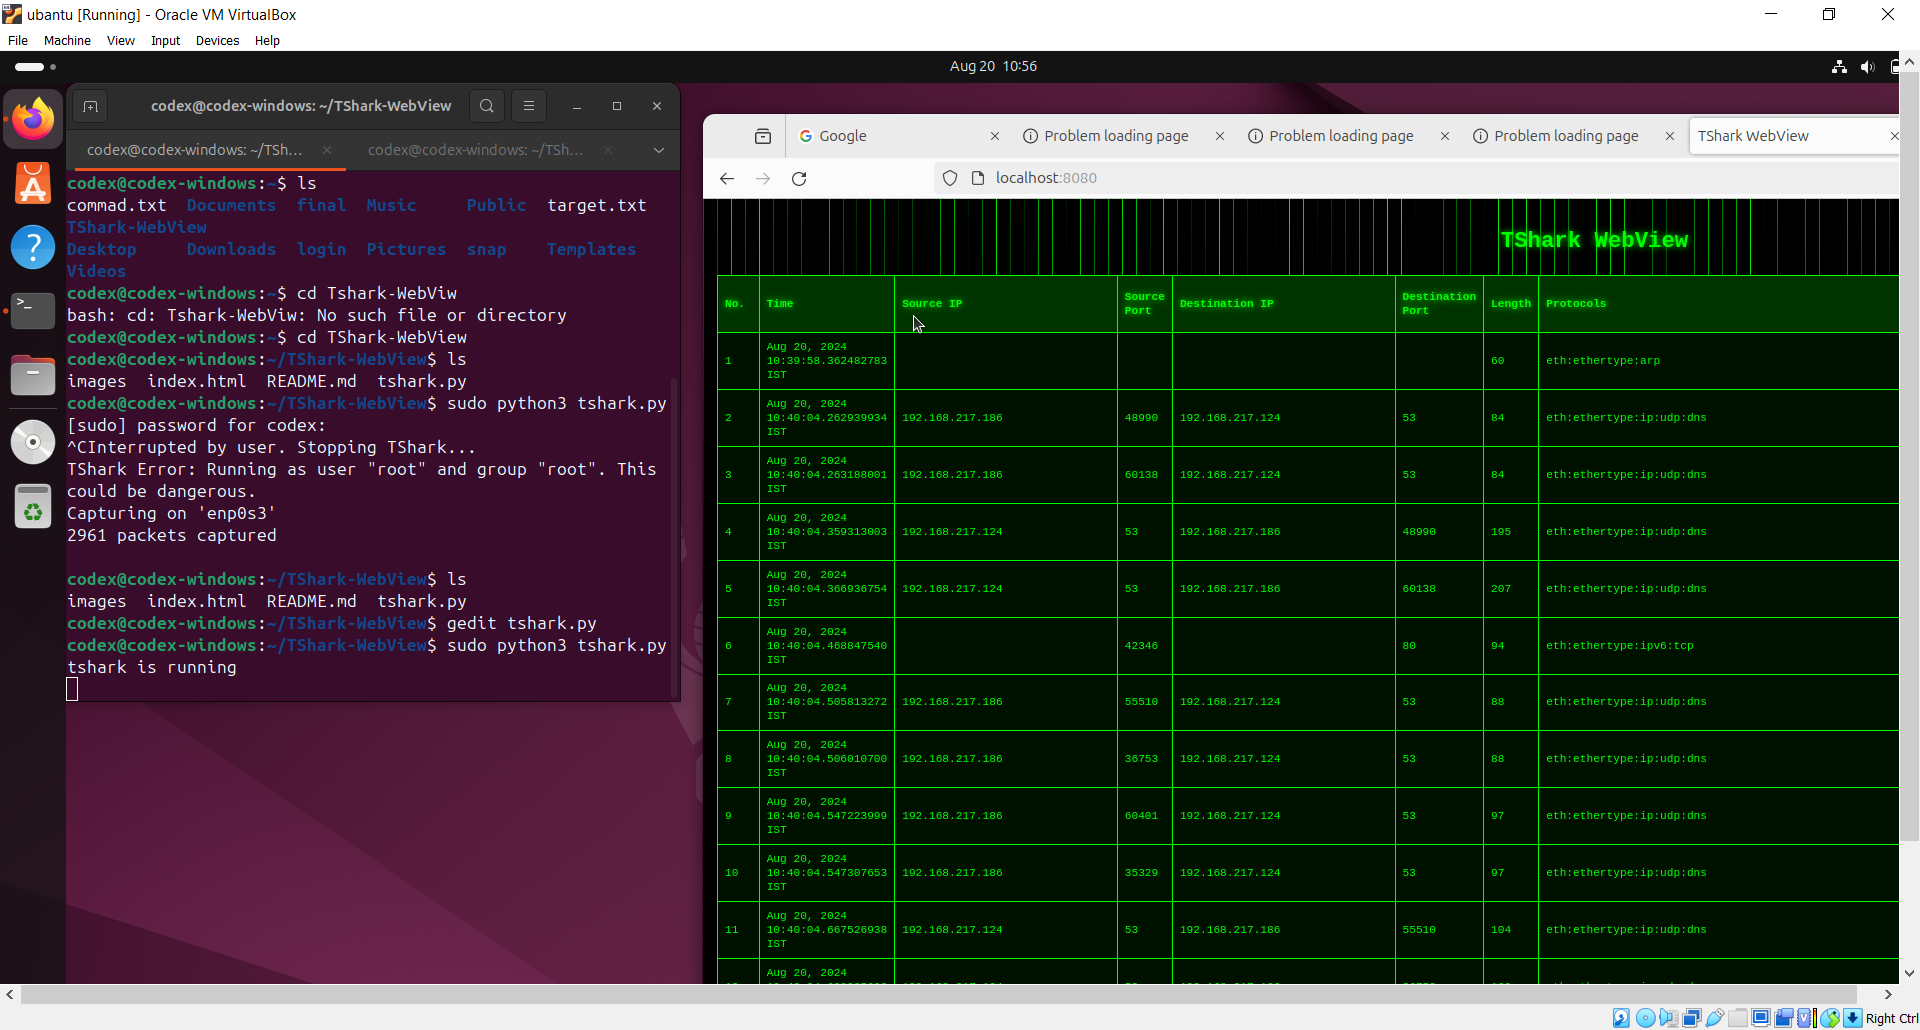 ubantu [Running] - Oracle VM VirtualBox
File Machine View Input Devices Help
Aug 20 10:56
codex@codex-windows: ~/TShark-WebView
codex@codex-windows: ~/TSh...
codex@codex-windows: ~/TSh...
codex@codex-windows:~$ ls
commad.txt Documents final Music Public target.txt
TShark-WebView
Desktop Downloads login Pictures snap Templates
Videos
codex@codex-windows:~$ cd Tshark-WebViw
bash: cd: Tshark-WebViw: No such file or directory
codex@codex-windows:~$ cd TShark-WebView
codex@codex-windows:~/TShark-WebView$ ls
images index.html README.md tshark.py
codex@codex-windows:~/TShark-WebView$ sudo python3 tshark.py
[sudo] password for codex:
^CInterrupted by user. Stopping TShark...
TShark Error: Running as user "root" and group "root". This
could be dangerous.
Capturing on 'enp0s3'
2961 packets captured
codex@codex-windows:~/TShark-WebView$ ls
images index.html README.md tshark.py
codex@codex-windows:~/TShark-WebView$ gedit tshark.py
codex@codex-windows:~/TShark-WebView$ sudo python3 tshark.py
tshark is running
Google
Problem loading page
Problem loading page
Problem loading page
TShark WebView
localhost:8080
TShark WebView
No. Time Source IP Source Port Destination IP Destination Port Length Protocols
1 Aug 20, 2024 10:39:58.362482783 IST 60 eth:ethertype:arp
2 Aug 20, 2024 10:40:04.262939934 IST 192.168.217.186 48990 192.168.217.124 53 84 eth:ethertype:ip:udp:dns
3 Aug 20, 2024 10:40:04.263188001 IST 192.168.217.186 60138 192.168.217.124 53 84 eth:ethertype:ip:udp:dns
4 Aug 20, 2024 10:40:04.359313003 IST 192.168.217.124 53 192.168.217.186 48990 195 eth:ethertype:ip:udp:dns
5 Aug 20, 2024 10:40:04.366936754 IST 192.168.217.124 53 192.168.217.186 60138 207 eth:ethertype:ip:udp:dns
6 Aug 20, 2024 10:40:04.468847540 IST 42346 80 94 eth:ethertype:ipv6:tcp
7 Aug 20, 2024 10:40:04.505813272 IST 192.168.217.186 55510 192.168.217.124 53 88 eth:ethertype:ip:udp:dns
8 Aug 20, 2024 10:40:04.506010700 IST 192.168.217.186 36753 192.168.217.124 53 88 eth:ethertype:ip:udp:dns
9 Aug 20, 2024 10:40:04.547223999 IST 192.168.217.186 60401 192.168.217.124 53 97 eth:ethertype:ip:udp:dns
10 Aug 20, 2024 10:40:04.547307653 IST 192.168.217.186 35329 192.168.217.124 53 97 eth:ethertype:ip:udp:dns
11 Aug 20, 2024 10:40:04.667526938 IST 192.168.217.124 53 192.168.217.186 55510 104 eth:ethertype:ip:udp:dns
Aug 20, 2024
Right Ctrl